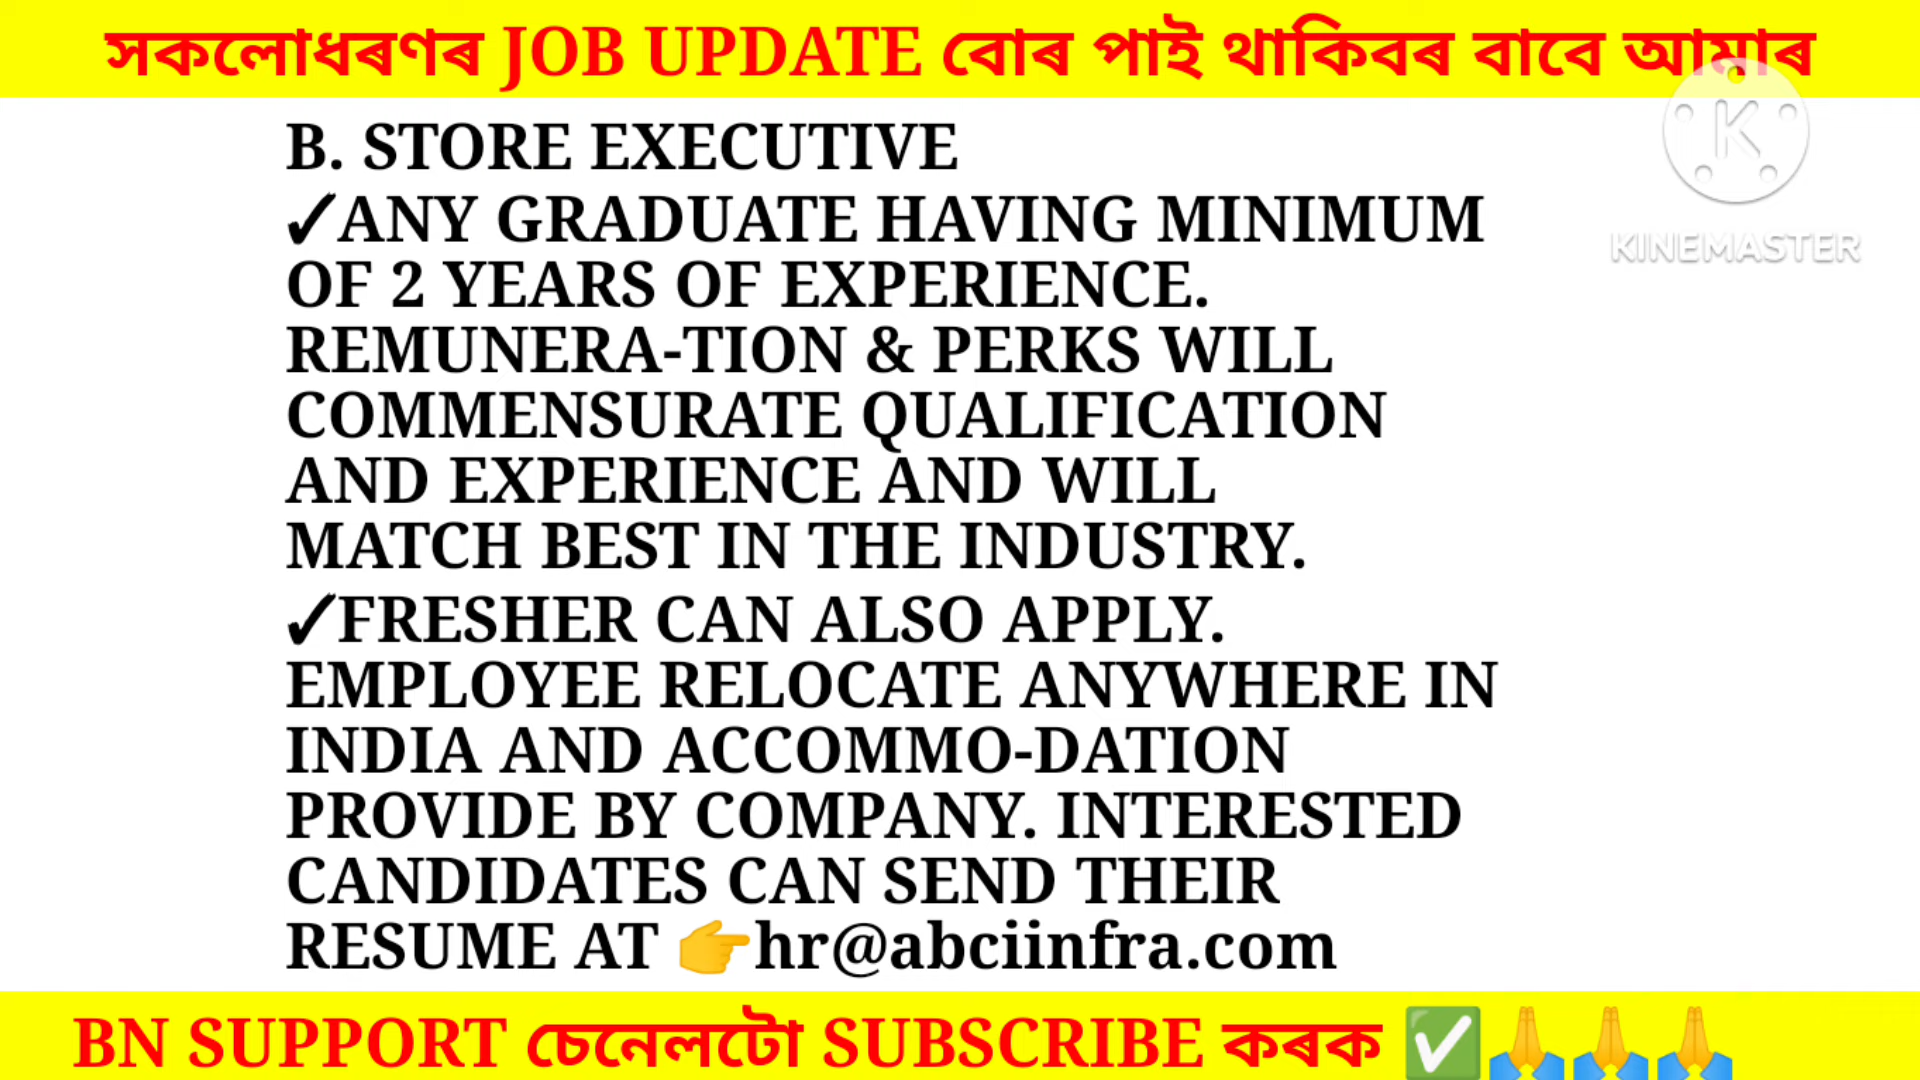 সকলোধৰণৰ JOB UPDATE বোৰ পাই থাকিবৰ বাবে আমাৰ
K
KINEMASTER
B. STORE EXECUTIVE
✓ANY GRADUATE HAVING MINIMUM
OF 2 YEARS OF EXPERIENCE.
REMUNERA-TION & PERKS WILL
COMMENSURATE QUALIFICATION
AND EXPERIENCE AND WILL
MATCH BEST IN THE INDUSTRY.
✓FRESHER CAN ALSO APPLY.
EMPLOYEE RELOCATE ANYWHERE IN
INDIA AND ACCOMMO-DATION
PROVIDE BY COMPANY. INTERESTED
CANDIDATES CAN SEND THEIR
RESUME AT 👉hr@abciinfra.com
BN SUPPORT চেনেলটো SUBSCRIBE কৰক ✅🙏🙏🙏